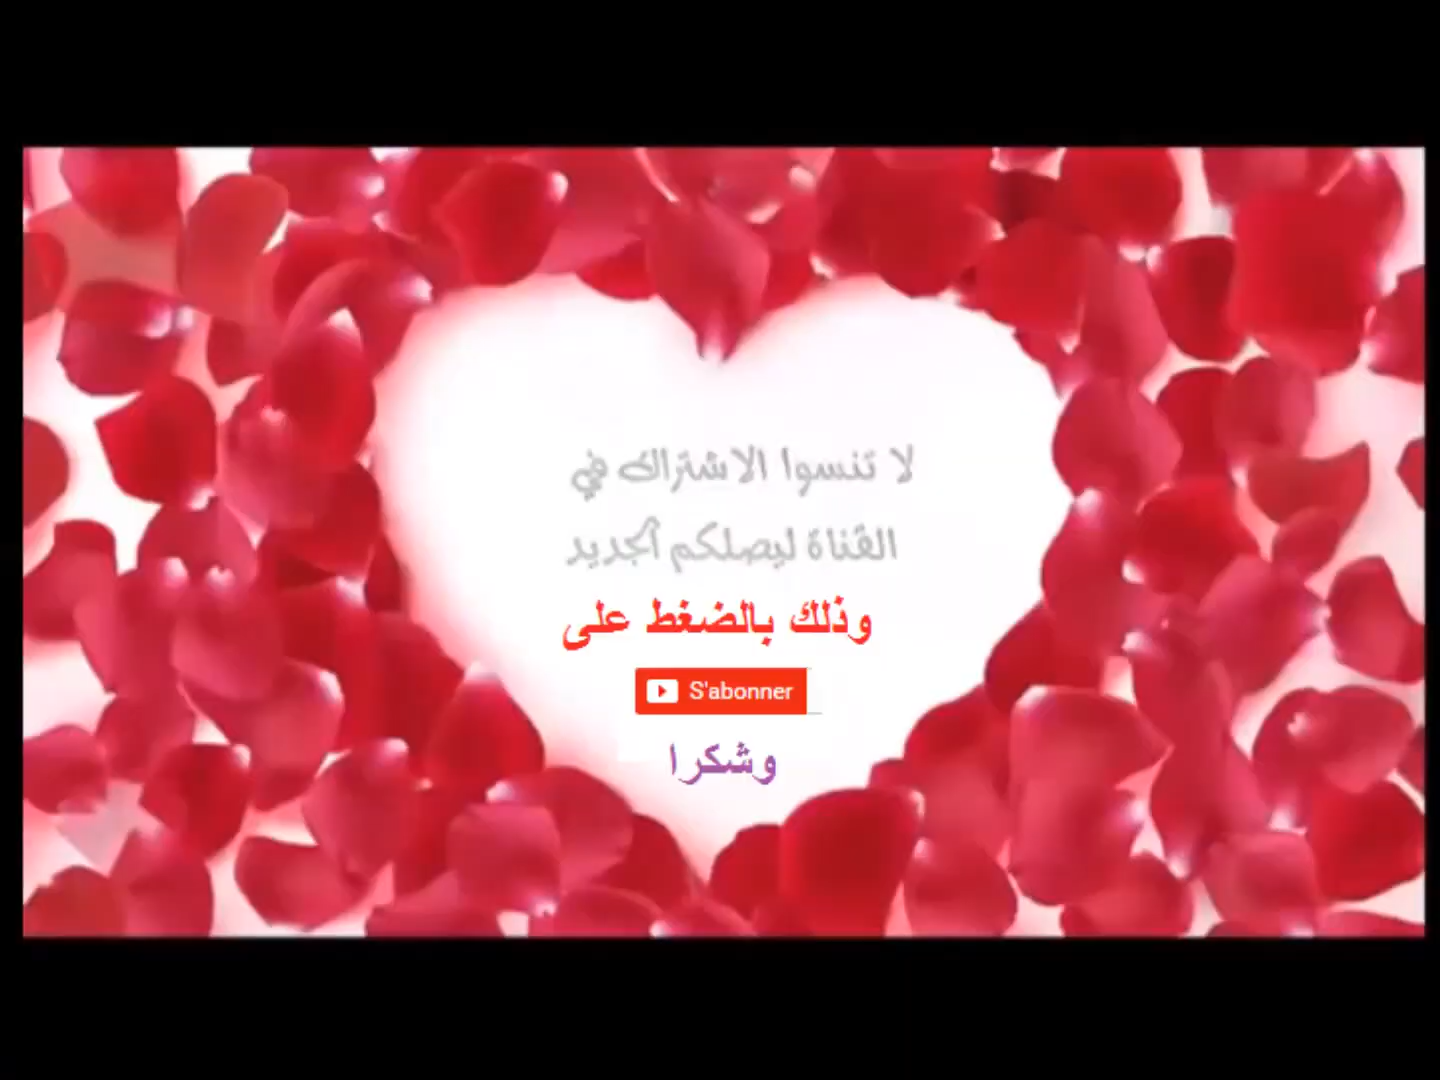 لا تنسوا الاشتراك في
القناة ليصلكم الجديد
وذلك بالضغط على
S'abonner
وشكرا